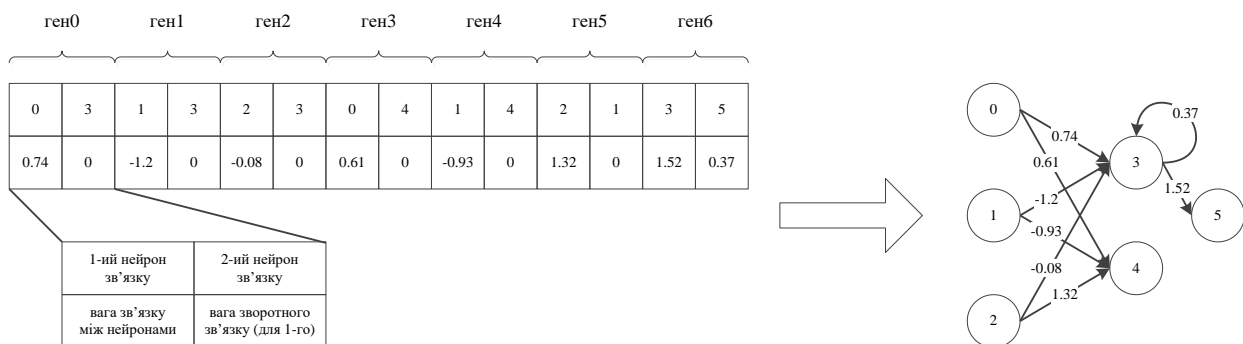 ген0 ген1 ген2 ген3 ген4 ген5 ген6
0 3 1 3 2 3 0 4 1 4 2 1 3 5
0.74 0 -1.2 0 -0.08 0 0.61 0 -0.93 0 1.32 0 1.52 0.37
1-ий нейрон
зв’язку
2-ий нейрон
зв’язку
вага зв’язку
між нейронами
вага зворотного
зв’язку (для 1-го)
0
0.37
0.74
0.61
3
1.52
-1.2
1
5
-0.93
-0.08
4
1.32
2